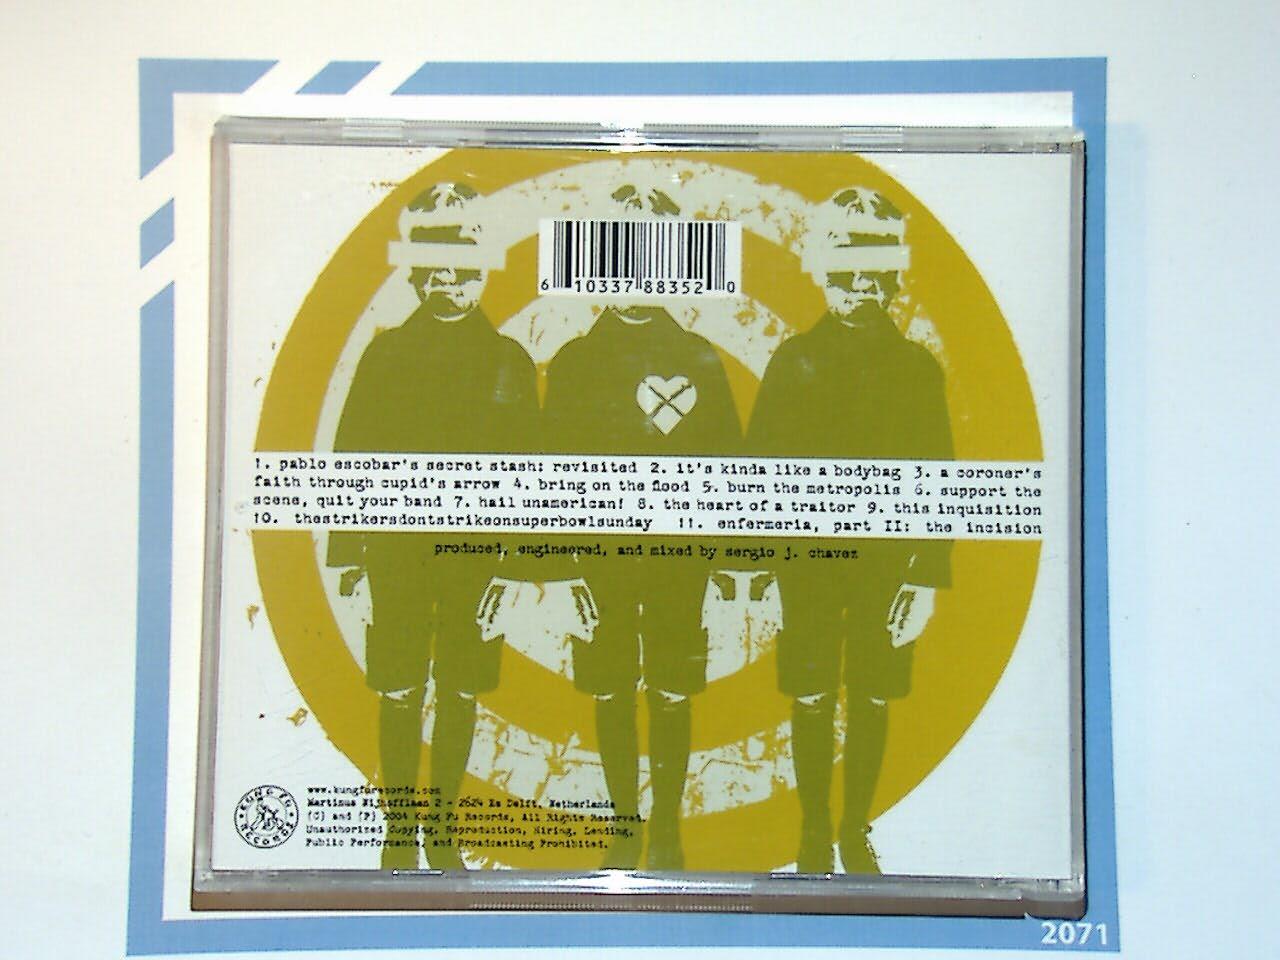 6 10337 88352 0
1. pablo escobar's secret stash: revisited 2. it's kinda like a bodybag 3. a coroner's
faith through cupid's arrow 4. bring on the flood 5. burn the metropolis 6. support the
scene, quit your band 7. hail unamerican! 8. the heart of a traitor 9. this inquisition
10. thestrikersdontstrikeonsuperbowlsunday 11. enfermeria, part II: the incision
produced, engineered, and mixed by sergio j. chavez
KUNG FU RECORDS
www.kungfurecords.com
Martinus Nijhofflaan 2 - 2624 Es Delft, Netherlands
(C) and (P) 2004 Kung Fu Records, All Rights Reserved.
Unauthorized Copying, Reproduction, Hiring, Lending,
Public Performance, and Broadcasting Prohibited.
2071